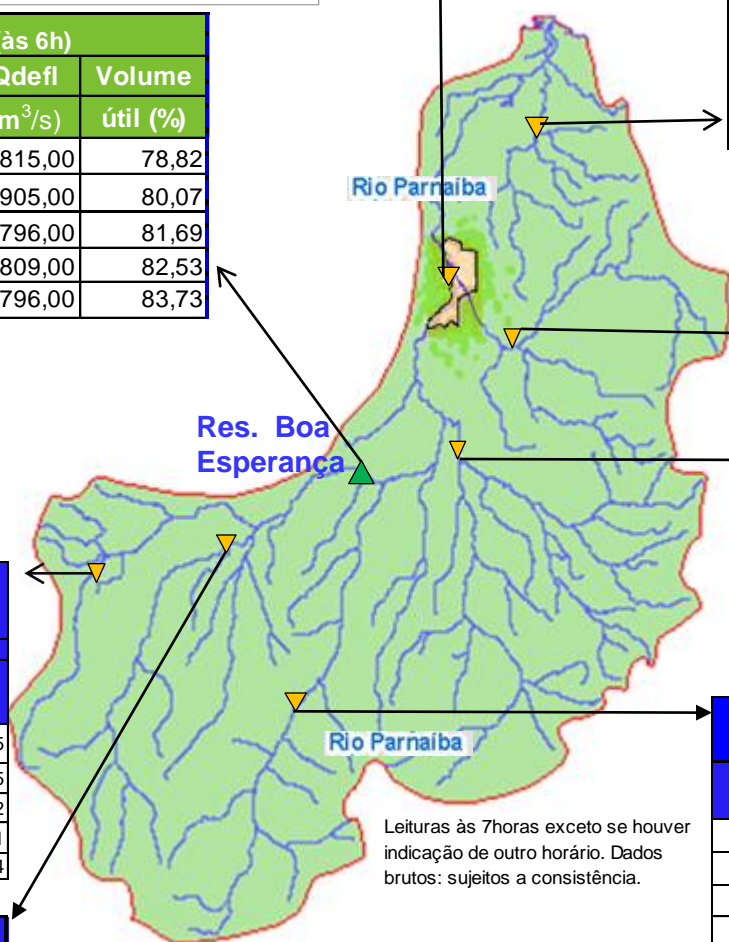 (às 6h)
Qdefl Volume
m³/s) útil (%)
815,00 78,82
905,00 80,07
796,00 81,69
809,00 82,53
796,00 83,73
Rio Parnaíba
Res. Boa
Esperança
Rio Parnaíba
Leituras às 7horas exceto se houver
indicação de outro horário. Dados
brutos: sujeitos a consistência.